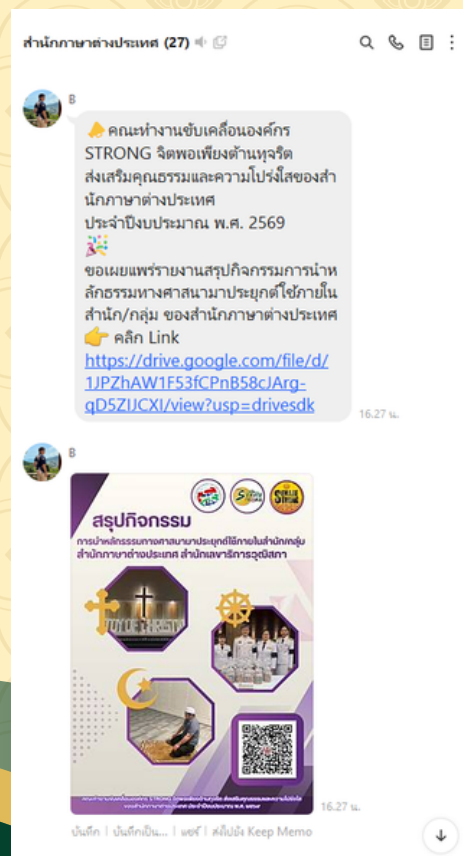 สำนักภาษาต่างประเทศ (27)
B
คณะทำงานขับเคลื่อนองค์กร
STRONG จิตพอเพียงต้านทุจริต
ส่งเสริมคุณธรรมและความโปร่งใสของสำ
นักภาษาต่างประเทศ
ประจำปีงบประมาณ พ.ศ. 2569
ขอเผยแพร่รายงานสรุปกิจกรรมการนำห
ลักธรรมทางศาสนามาประยุกต์ใช้ภายใน
สำนัก/กลุ่ม ของสำนักภาษาต่างประเทศ
คลิก Link
https://drive.google.com/file/d/
1JPZhAW1F53fCPnB58cJArg-
qD5ZIJCXI/view?usp=drivesdk
16.27 น.
B
สรุปกิจกรรม
การนำหลักธรรมทางศาสนามาประยุกต์ใช้ภายในสำนัก/กลุ่ม
สำนักภาษาต่างประเทศ สำนักงานเลขาธิการวุฒิสภา
16.27 น.
บันทึก | บันทึกเป็น... | แชร์ | ส่งไปยัง Keep Memo